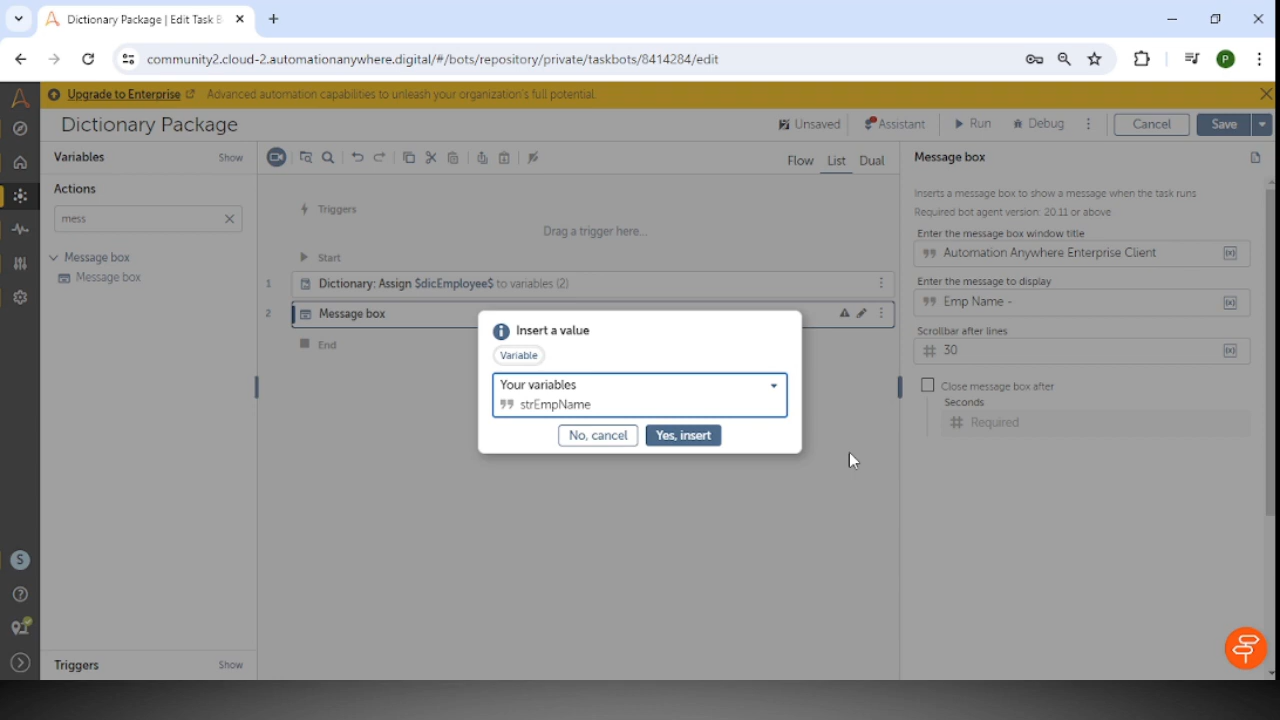 Dictionary Package | Edit Task B
community2.cloud-2.automationanywhere.digital/#/bots/repository/private/taskbots/8414284/edit
P
Upgrade to Enterprise Advanced automation capabilities to unleash your organization's full potential.
Dictionary Package
Unsaved
Assistant
Run
Debug
Cancel
Save
Variables
Show
Flow
List
Dual
Message box
Actions
mess
Message box
Message box
Triggers
Drag a trigger here...
Start
1 Dictionary: Assign $dicEmployee$ to variables (2)
2 Message box
End
Insert a value
Variable
Your variables
strEmpName
No, cancel
Yes, insert
Inserts a message box to show a message when the task runs
Required bot agent version: 20.11 or above.
Enter the message box window title
Automation Anywhere Enterprise Client
(x)
Enter the message to display
Emp Name -
(x)
Scrollbar after lines
30
(x)
Close message box after
Seconds
Required
S
Triggers
Show